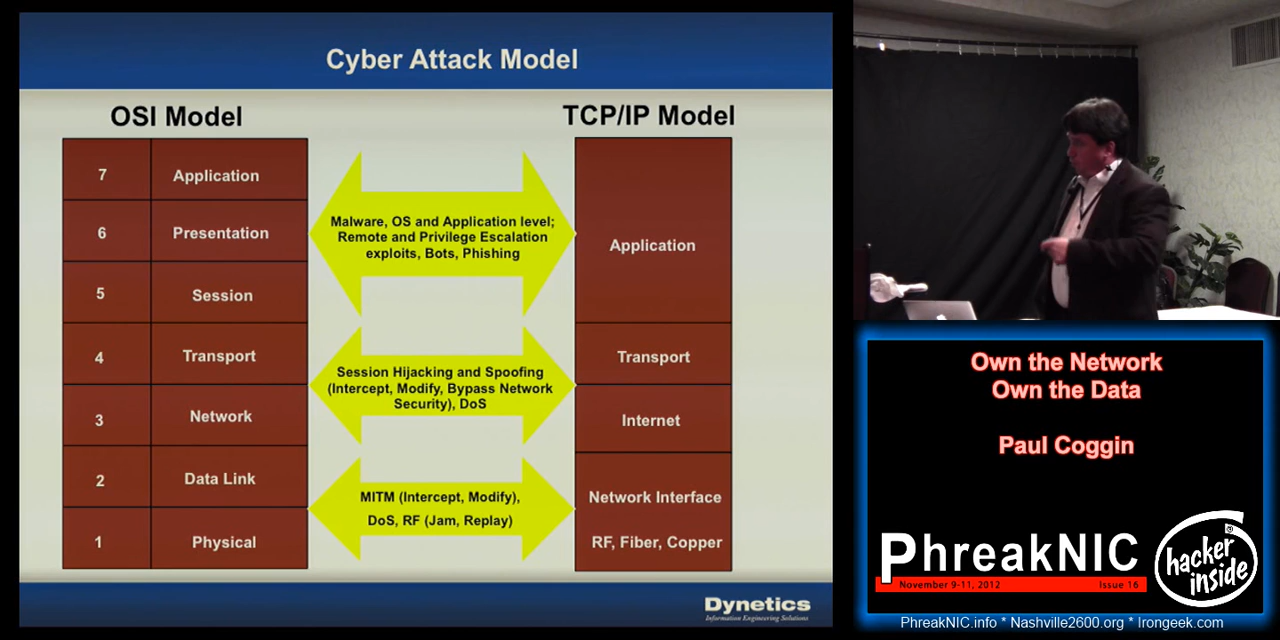 Cyber Attack Model
OSI Model
TCP/IP Model
7 Application
6 Presentation
5 Session
4 Transport
3 Network
2 Data Link
1 Physical
Malware, OS and Application level;
Remote and Privilege Escalation
exploits, Bots, Phishing
Session Hijacking and Spoofing
(Intercept, Modify, Bypass Network
Security), DoS
MITM (Intercept, Modify),
DoS, RF (Jam, Replay)
Application
Transport
Internet
Network Interface
RF, Fiber, Copper
Dynetics
Information Engineering Solutions
Own the Network
Own the Data
Paul Coggin
PhreakNIC
November 9-11, 2012 Issue 16
hacker
inside
PhreakNIC.info * Nashville2600.org * Irongeek.com